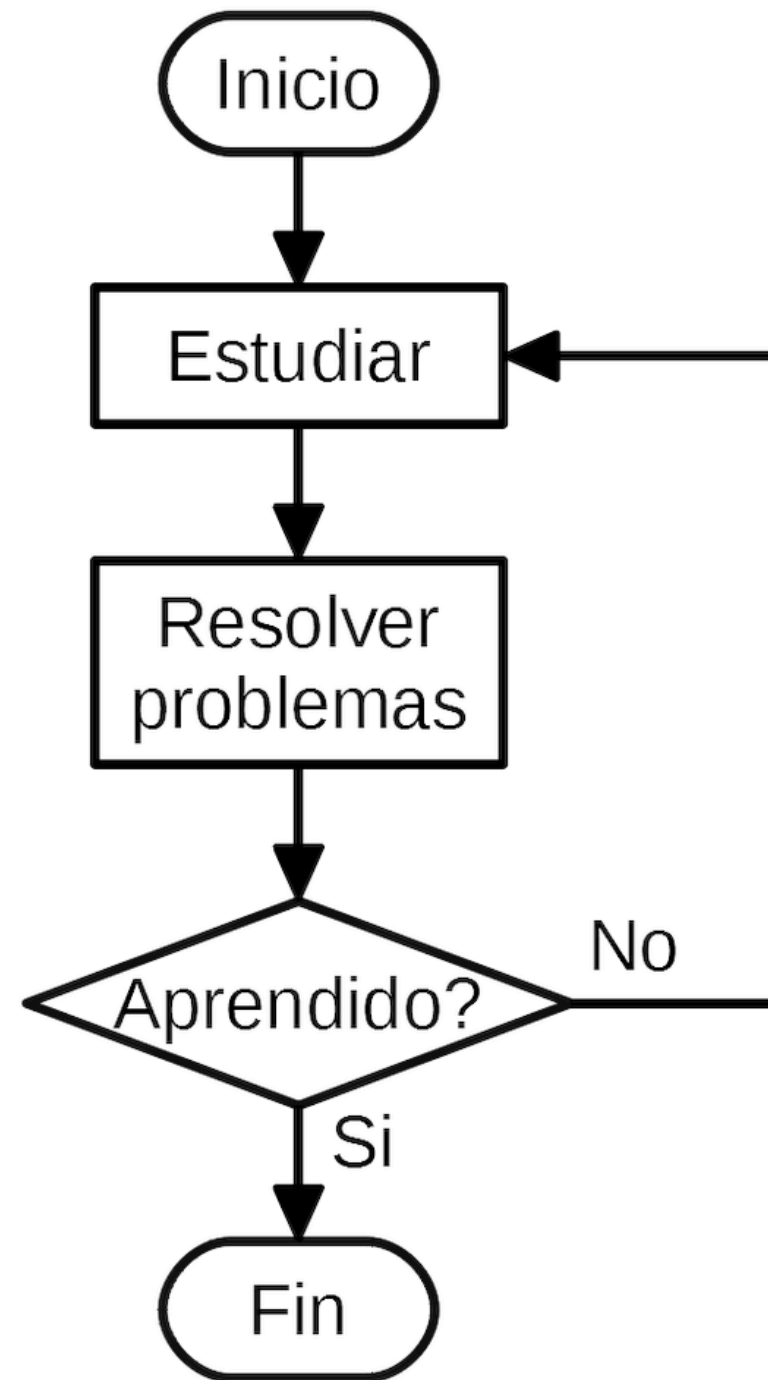 Inicio
Estudiar
Resolver
problemas
Aprendido?
No
Si
Fin